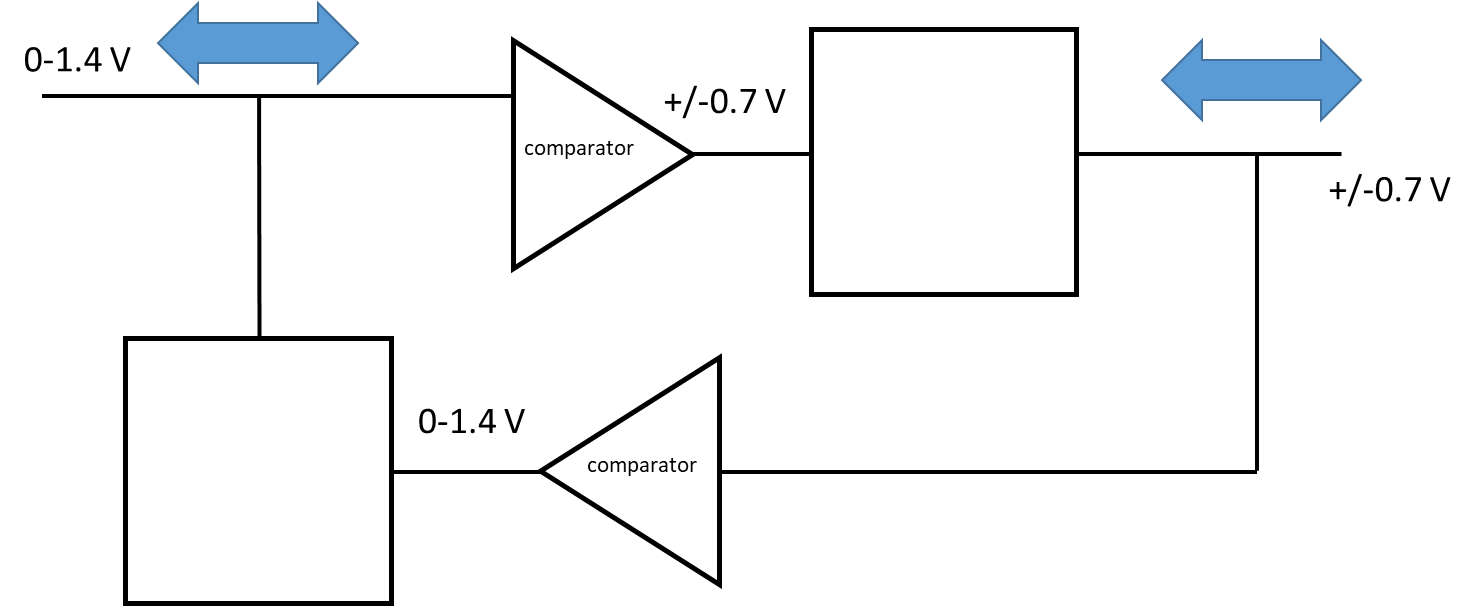 0-1.4 V
+/-0.7 V
comparator
+/-0.7 V
0-1.4 V
comparator